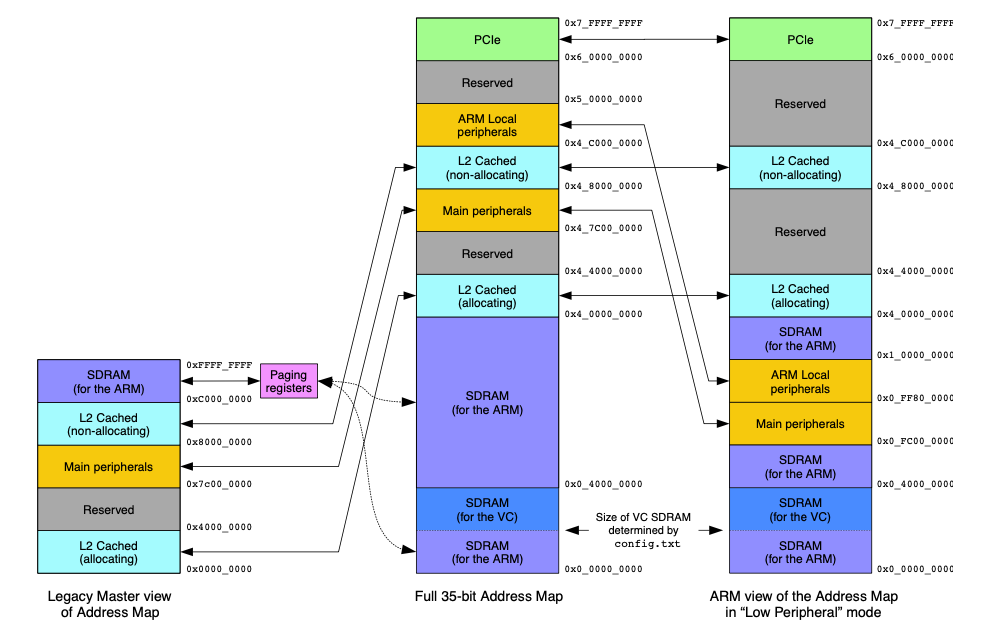 0x7_FFFF_FFFF
PCIe
0x6_0000_0000
Reserved
0x5_0000_0000
ARM Local
peripherals
0x4_C000_0000
L2 Cached
(non-allocating)
0x4_8000_0000
Main peripherals
0x4_7C00_0000
Reserved
0x4_4000_0000
L2 Cached
(allocating)
0x4_0000_0000
SDRAM
(for the ARM)
0x0_4000_0000
SDRAM
(for the VC)
SDRAM
(for the ARM)
0x0_0000_0000
Full 35-bit Address Map
0x7_FFFF_FFFF
PCIe
0x6_0000_0000
Reserved
0x4_C000_0000
L2 Cached
(non-allocating)
0x4_8000_0000
Reserved
0x4_4000_0000
L2 Cached
(allocating)
0x4_0000_0000
SDRAM
(for the ARM)
0x1_0000_0000
ARM Local
peripherals
0x0_FF80_0000
Main peripherals
0x0_FC00_0000
SDRAM
(for the ARM)
0x0_4000_0000
SDRAM
(for the VC)
SDRAM
(for the ARM)
0x0_0000_0000
ARM view of the Address Map
in “Low Peripheral” mode
Size of VC SDRAM
determined by
config.txt
0xFFFF_FFFF
SDRAM
(for the ARM)
Paging
registers
0xC000_0000
L2 Cached
(non-allocating)
0x8000_0000
Main peripherals
0x7c00_0000
Reserved
0x4000_0000
L2 Cached
(allocating)
0x0000_0000
Legacy Master view
of Address Map